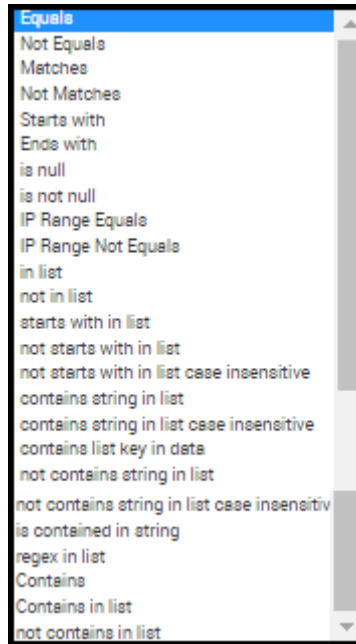 Equals
Not Equals
Matches
Not Matches
Starts with
Ends with
is null
is not null
IP Range Equals
IP Range Not Equals
in list
not in list
starts with in list
not starts with in list
not starts with in list case insensitive
contains string in list
contains string in list case insensitive
contains list key in data
not contains string in list
not contains string in list case insensitiv
is contained in string
regex in list
Contains
Contains in list
not contains in list